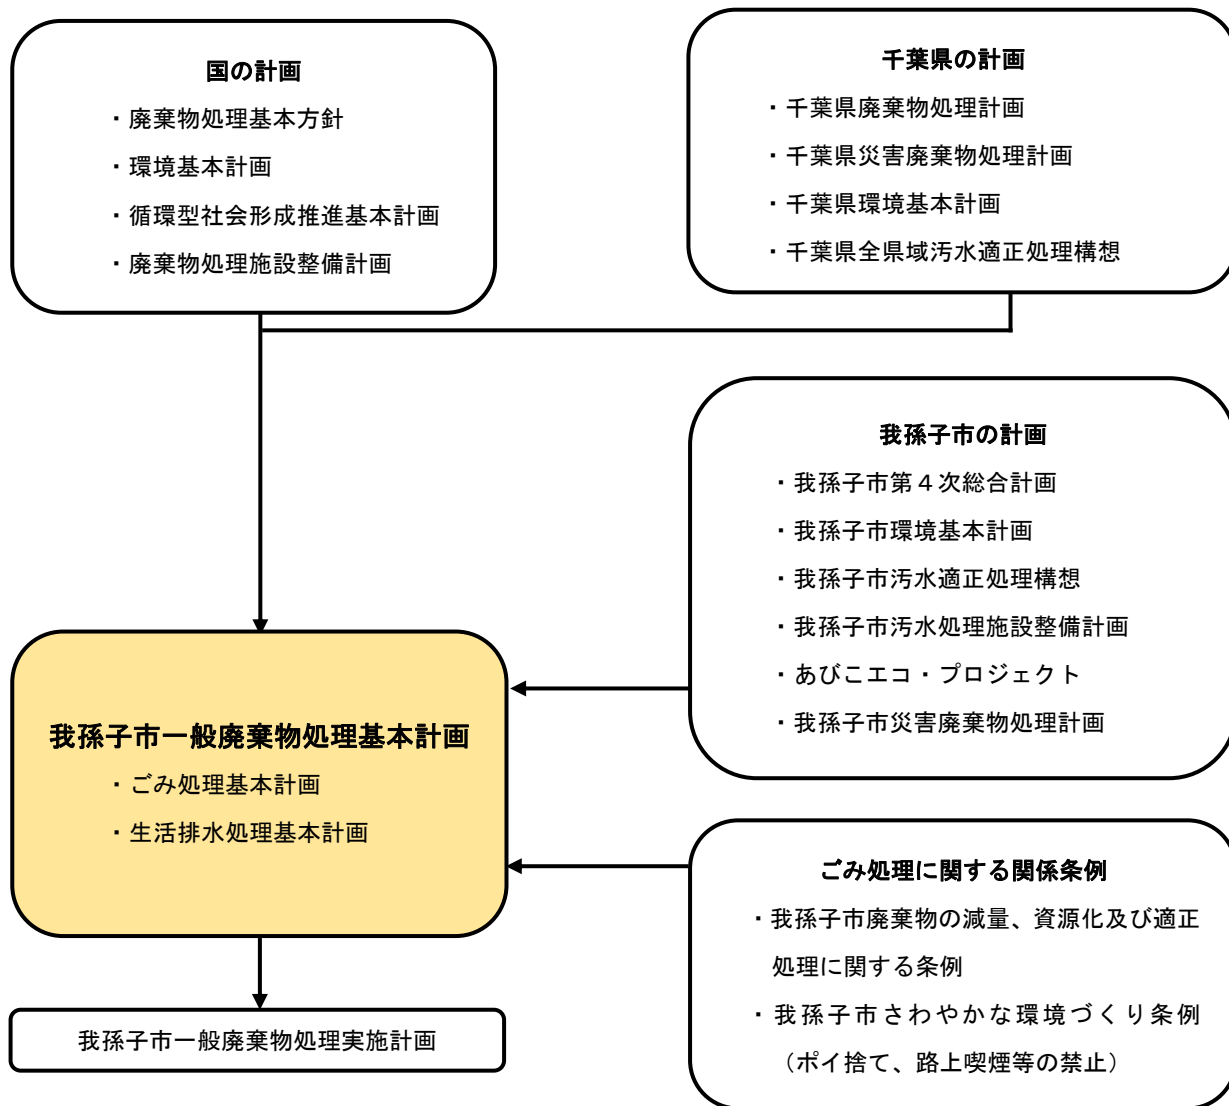 国の計画
・廃棄物処理基本方針
・環境基本計画
・循環型社会形成推進基本計画
・廃棄物処理施設整備計画
千葉県の計画
・千葉県廃棄物処理計画
・千葉県災害廃棄物処理計画
・千葉県環境基本計画
・千葉県全県域汚水適正処理構想
我孫子市の計画
・我孫子市第４次総合計画
・我孫子市環境基本計画
・我孫子市汚水適正処理構想
・我孫子市汚水処理施設整備計画
・あびこエコ・プロジェクト
・我孫子市災害廃棄物処理計画
我孫子市一般廃棄物処理基本計画
・ごみ処理基本計画
・生活排水処理基本計画
ごみ処理に関する関係条例
・我孫子市廃棄物の減量、資源化及び適正
処理に関する条例
・我孫子市さわやかな環境づくり条例
（ポイ捨て、路上喫煙等の禁止）
我孫子市一般廃棄物処理実施計画